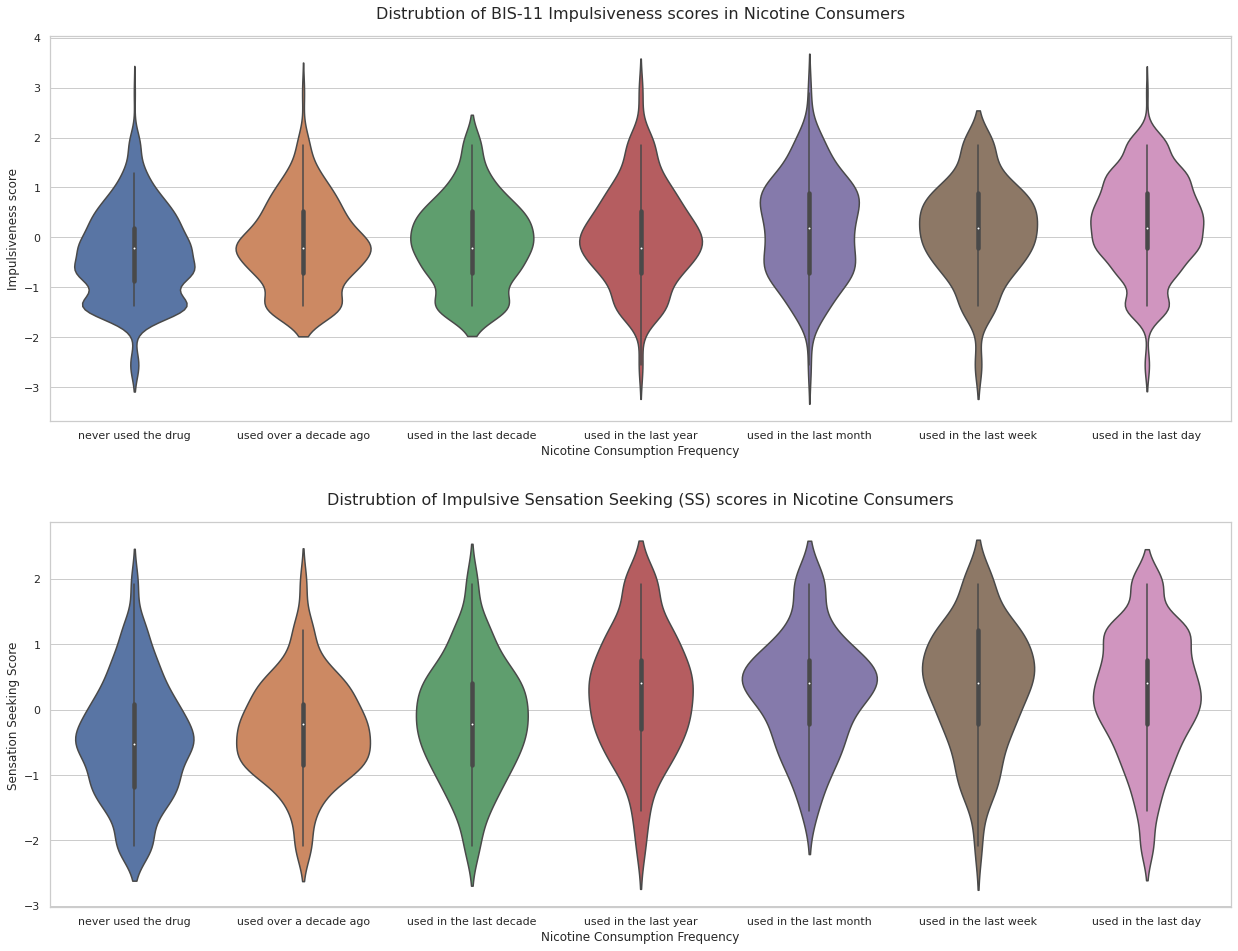 Distrubtion of BIS-11 Impulsiveness scores in Nicotine Consumers
4
3
2
1
0
−1
−2
−3
Impulsiveness score
never used the drug used over a decade ago used in the last decade used in the last year used in the last month used in the last week used in the last day
Nicotine Consumption Frequency
Distrubtion of Impulsive Sensation Seeking (SS) scores in Nicotine Consumers
2
1
0
−1
−2
−3
Sensation Seeking Score
never used the drug used over a decade ago used in the last decade used in the last year used in the last month used in the last week used in the last day
Nicotine Consumption Frequency